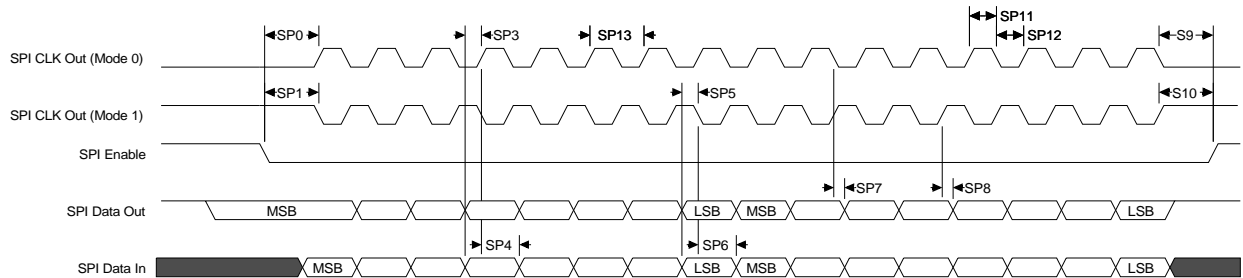 SP11
SP0
SP3
SP13
SP12
S9
SPI CLK Out (Mode 0)
SP1
SP5
S10
SPI CLK Out (Mode 1)
SPI Enable
SP7
SP8
SPI Data Out
MSB
LSB
MSB
LSB
SP4
SP6
SPI Data In
MSB
LSB
MSB
LSB